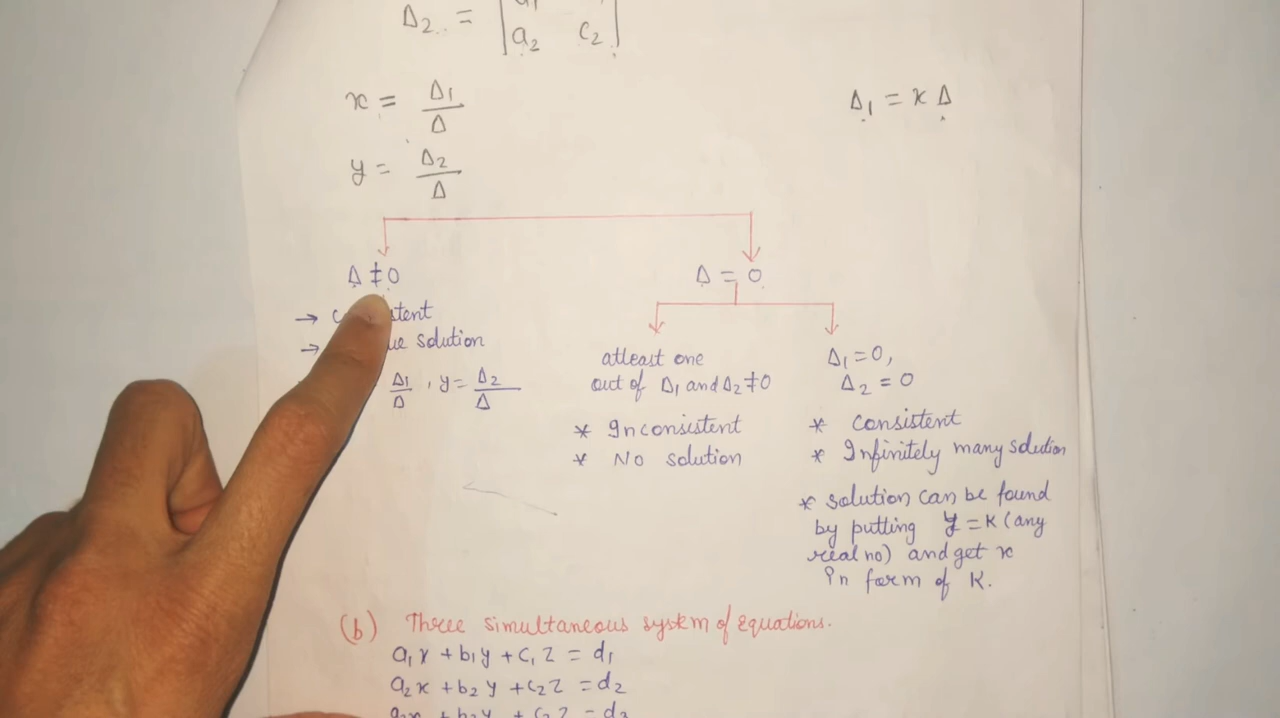 Δ₂ = | a₂ c₂ |
x = Δ₁/Δ
Δ₁ = x Δ
y = Δ₂/Δ
Δ ≠ 0
→ solution
Δ₁/Δ , y = Δ₂/Δ
Δ = 0
atleast one
out of Δ₁ and Δ₂ ≠ 0
* Inconsistent
* No solution
Δ₁ = 0,
Δ₂ = 0
* consistent
* Infinitely many solution
* solution can be found
by putting y = K (any
real no) and get x
in form of K.
(b) Three simultaneous system of equations.
a₁x + b₁y + c₁z = d₁
a₂x + b₂y + c₂z = d₂